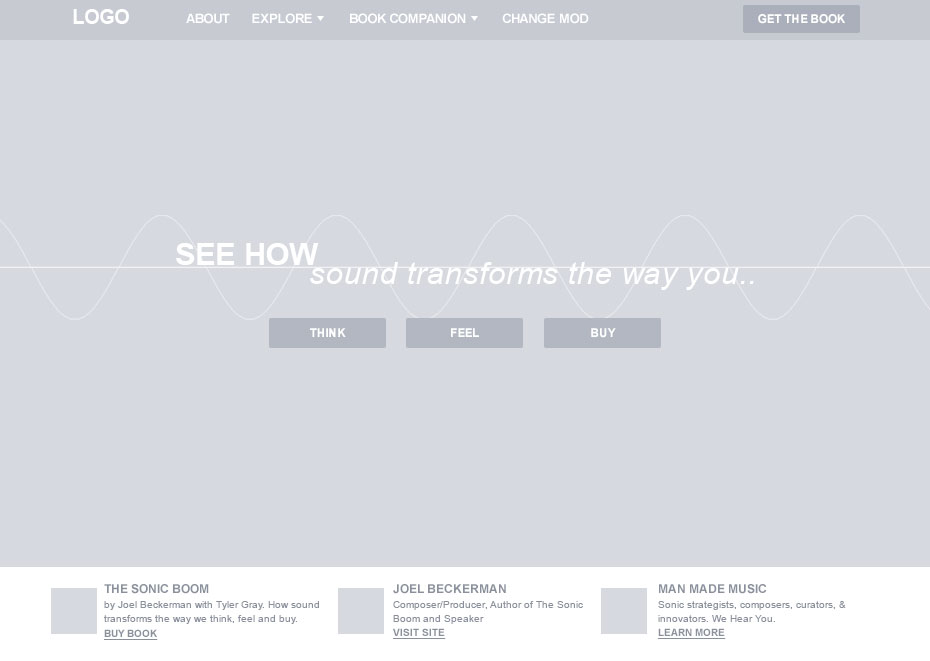 LOGO
ABOUT
EXPLORE
BOOK COMPANION
CHANGE MOD
GET THE BOOK
SEE HOW
sound transforms the way you..
THINK
FEEL
BUY
THE SONIC BOOM
by Joel Beckerman with Tyler Gray. How sound
transforms the way we think, feel and buy.
BUY BOOK
JOEL BECKERMAN
Composer/Producer, Author of The Sonic
Boom and Speaker
VISIT SITE
MAN MADE MUSIC
Sonic strategists, composers, curators, &
innovators. We Hear You.
LEARN MORE